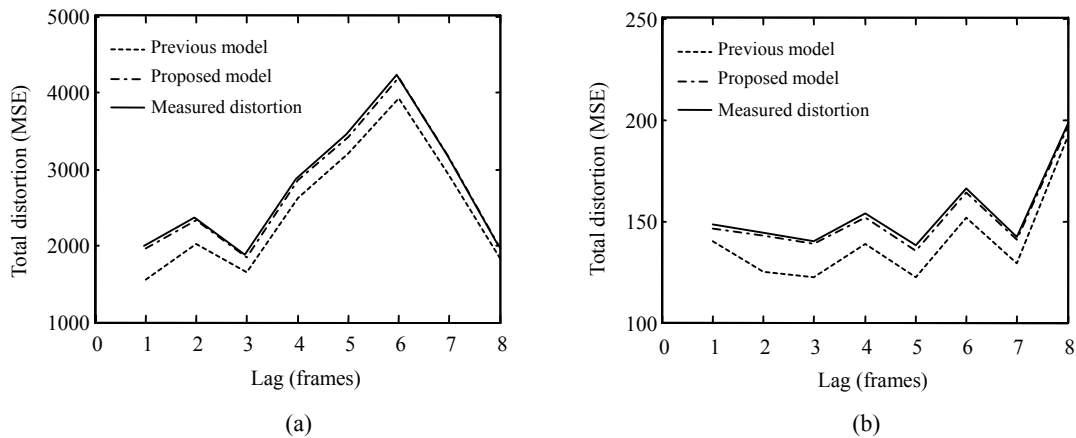 5000
4000
3000
2000
1000
0 1 2 3 4 5 6 7 8
Total distortion (MSE)
Previous model
Proposed model
Measured distortion
Lag (frames)
(a)
250
200
150
100
0 1 2 3 4 5 6 7 8
Total distortion (MSE)
Previous model
Proposed model
Measured distortion
Lag (frames)
(b)